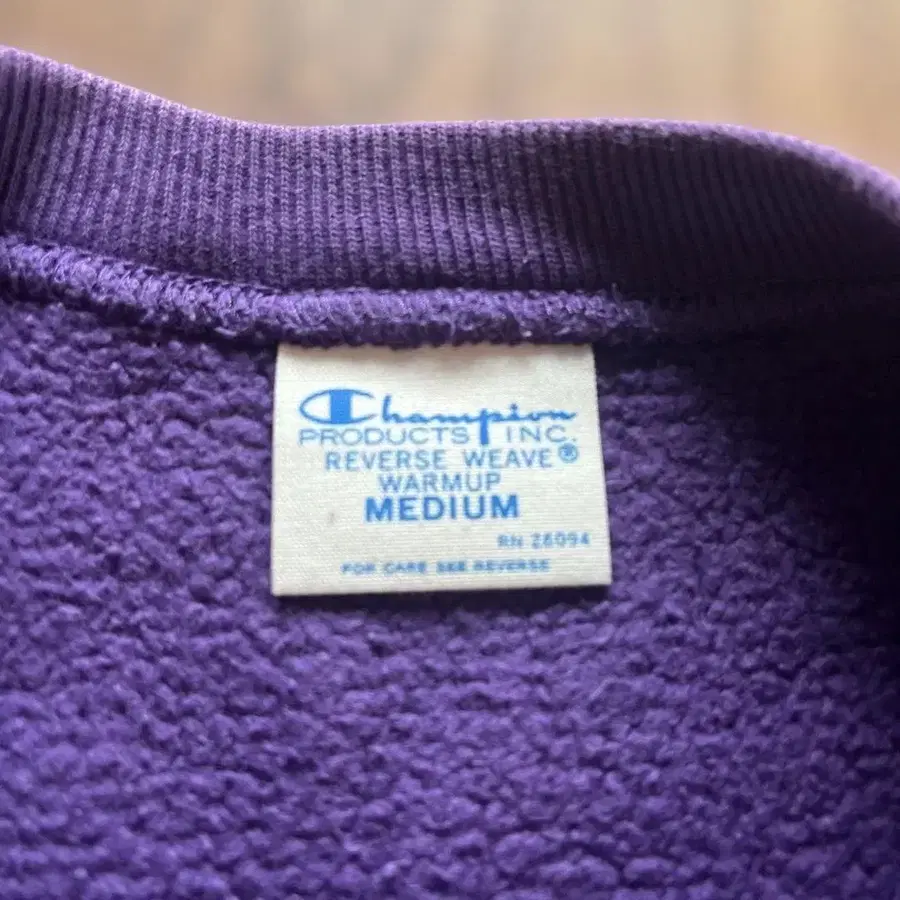 Champion
PRODUCTS INC.
REVERSE WEAVE®
WARMUP
MEDIUM
RN 26094
FOR CARE SEE REVERSE